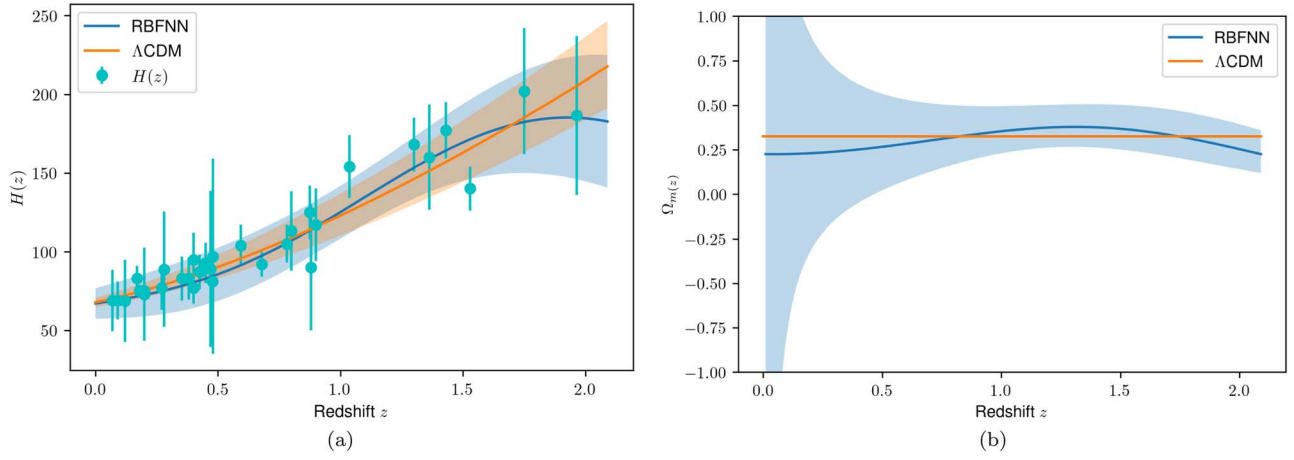 250
200
150
100
50
H(z)
RBFNN
ΛCDM
H(z)
0.0 0.5 1.0 1.5 2.0
Redshift z
(a)
1.00
0.75
0.50
0.25
0.00
−0.25
−0.50
−0.75
−1.00
Ωm(z)
RBFNN
ΛCDM
0.0 0.5 1.0 1.5 2.0
Redshift z
(b)